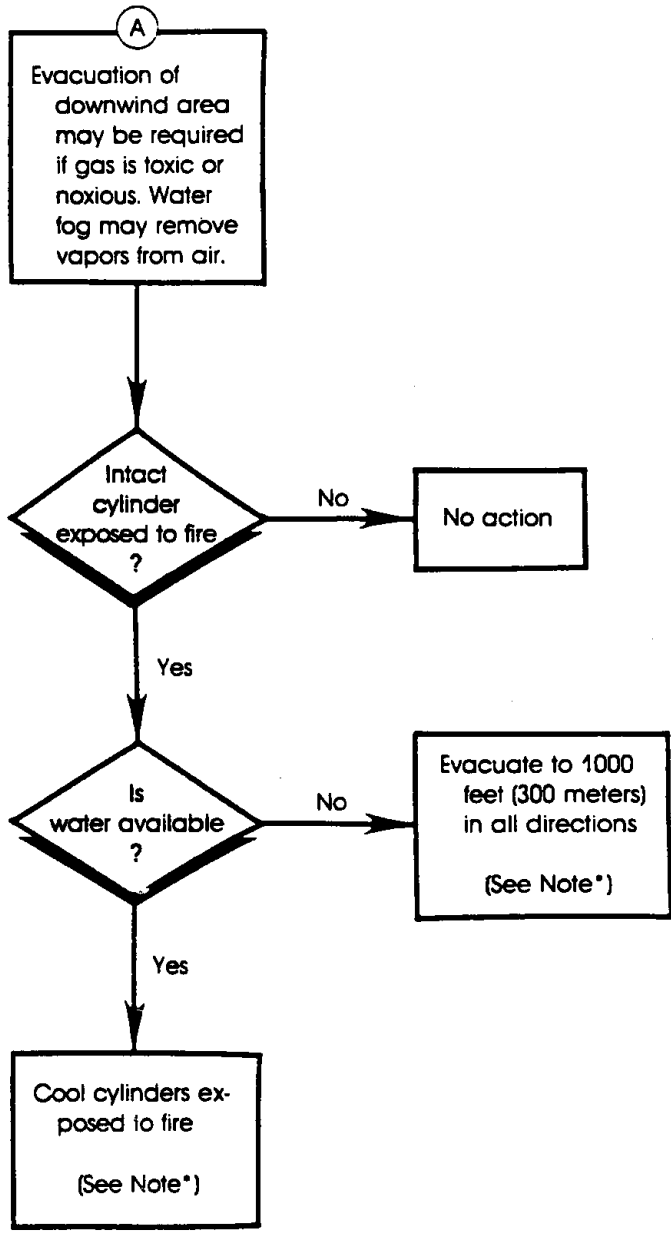 A
Evacuation of
downwind area
may be required
if gas is toxic or
noxious. Water
fog may remove
vapors from air.
Intact
cylinder
exposed to fire
?
No
No action
Yes
Is
water available
?
No
Evacuate to 1000
feet (300 meters)
in all directions
(See Note*)
Yes
Cool cylinders ex-
posed to fire
(See Note*)